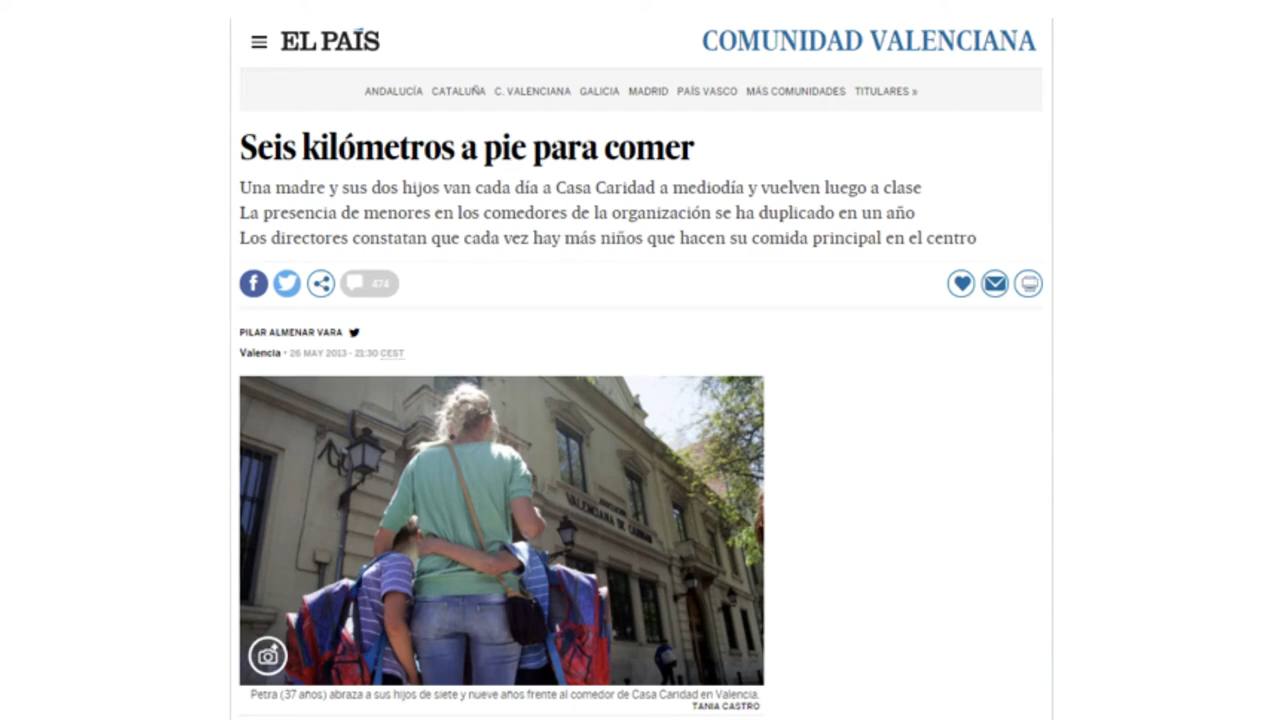 EL PAÍS
COMUNIDAD VALENCIANA
ANDALUCÍA CATALUÑA C. VALENCIANA GALICIA MADRID PAÍS VASCO MÁS COMUNIDADES TITULARES »
Seis kilómetros a pie para comer
Una madre y sus dos hijos van cada día a Casa Caridad a mediodía y vuelven luego a clase
La presencia de menores en los comedores de la organización se ha duplicado en un año
Los directores constatan que cada vez hay más niños que hacen su comida principal en el centro
474
PILAR ALMENAR VARA
Valencia • 26 MAY 2013 - 21:30 CEST
VALENCIANA DE CARIDAD
Petra (37 años) abraza a sus hijos de siete y nueve años frente al comedor de Casa Caridad en Valencia.
TANIA CASTRO